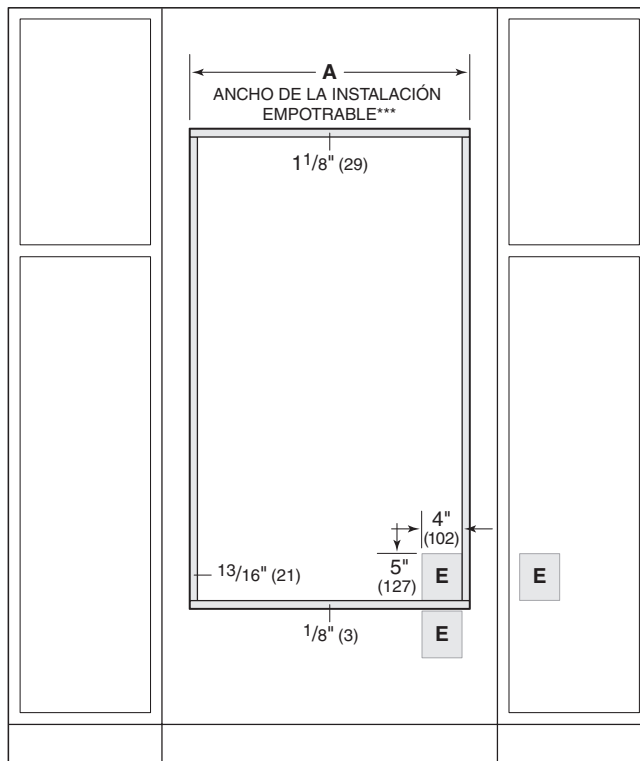 A
ANCHO DE LA INSTALACIÓN
EMPOTRABLE***
1 1/8" (29)
4"
(102)
13/16" (21)
5"
(127)
E
E
1/8" (3)
E